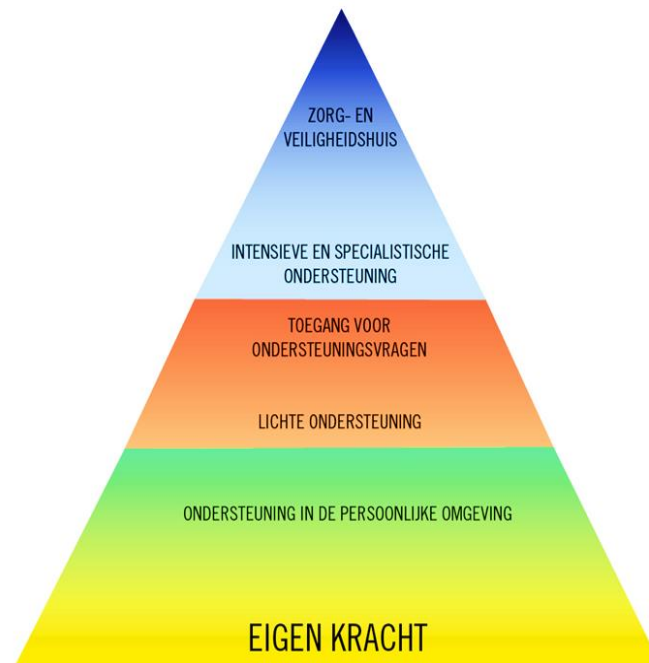 ZORG- EN
VEILIGHEIDSHUIS
INTENSIEVE EN SPECIALISTISCHE
ONDERSTEUNING
TOEGANG VOOR
ONDERSTEUNINGSVRAGEN
LICHTE ONDERSTEUNING
ONDERSTEUNING IN DE PERSOONLIJKE OMGEVING
EIGEN KRACHT